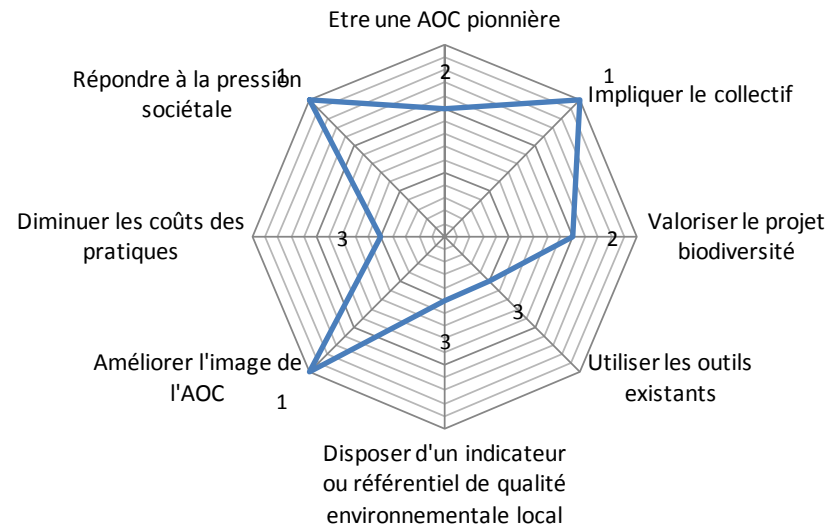 Etre une AOC pionnière
2
1
Impliquer le collectif
Valoriser le projet
biodiversité
2
Utiliser les outils
existants
3
Disposer d'un indicateur
ou référentiel de qualité
environnementale local
3
Améliorer l'image de
l'AOC
1
Diminuer les coûts des
pratiques
3
Répondre à la pression
sociétale
1